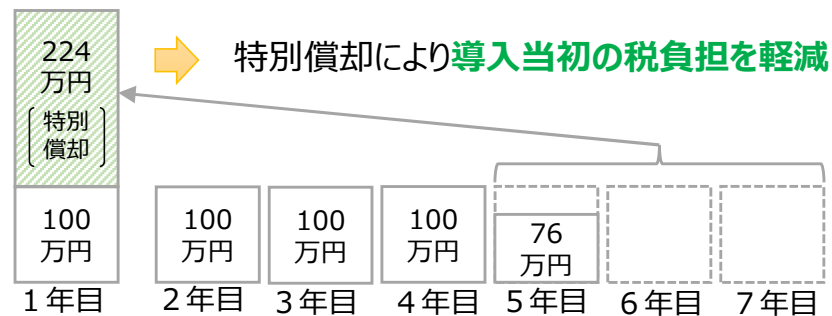 224
万円
特別
償却
特別償却により導入当初の税負担を軽減
100
万円
100
万円
100
万円
100
万円
76
万円
1年目
2年目
3年目
4年目
5年目
6年目
7年目